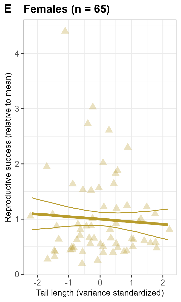 E Females (n = 65)
Reproductive success (relative to mean)
4
3
2
1
0
-2 -1 0 1 2
Tail length (variance standardized)